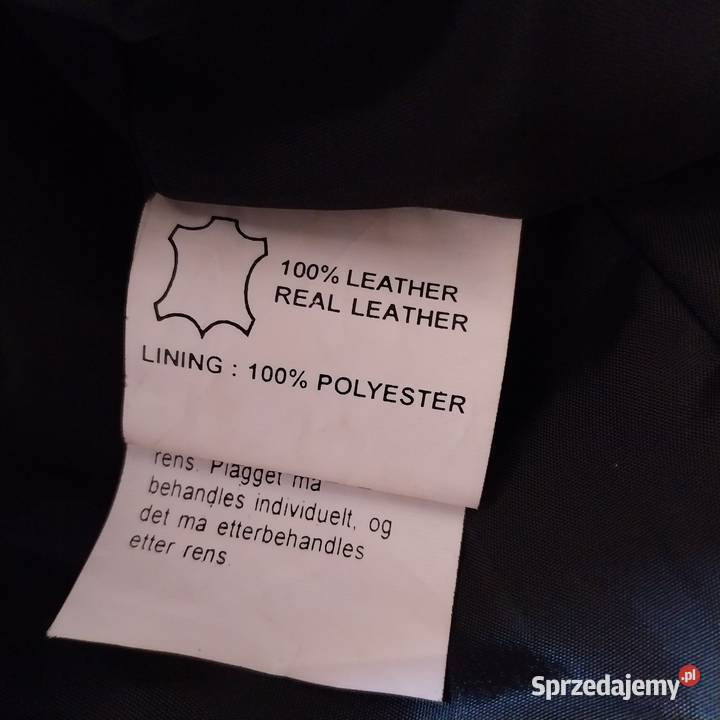 100% LEATHER
REAL LEATHER
LINING : 100% POLYESTER
rens. Plagget ma
behandles individuelt, og
det ma etterbehandles
etter rens.
Sprzedajemy.pl